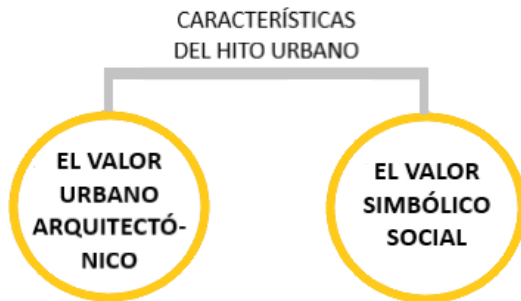 CARACTERÍSTICAS
DEL HITO URBANO
EL VALOR
URBANO
ARQUITECTÓ-
NICO
EL VALOR
SIMBÓLICO
SOCIAL